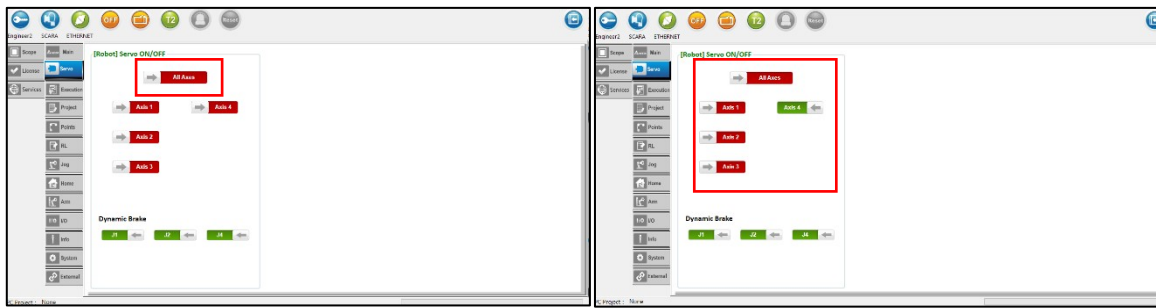 OFF T2 Reset
Engineer2 SCARA ETHERNET
Scope Main
License Servo
Services Execution
Project
Points
RL
Jog
Home
Axis
I/O I/O
Info
System
External
[Robot] Servo ON/OFF
All Axes
Axis 1 Axis 4
Axis 2
Axis 3
Dynamic Brake
J1 J2 J4
PC Project : None
OFF T2 Reset
Engineer2 SCARA ETHERNET
Scope Main
License Servo
Services Execution
Project
Points
RL
Jog
Home
Axis
I/O I/O
Info
System
External
[Robot] Servo ON/OFF
All Axes
Axis 1 Axis 4
Axis 2
Axis 3
Dynamic Brake
J1 J2 J4
PC Project : None